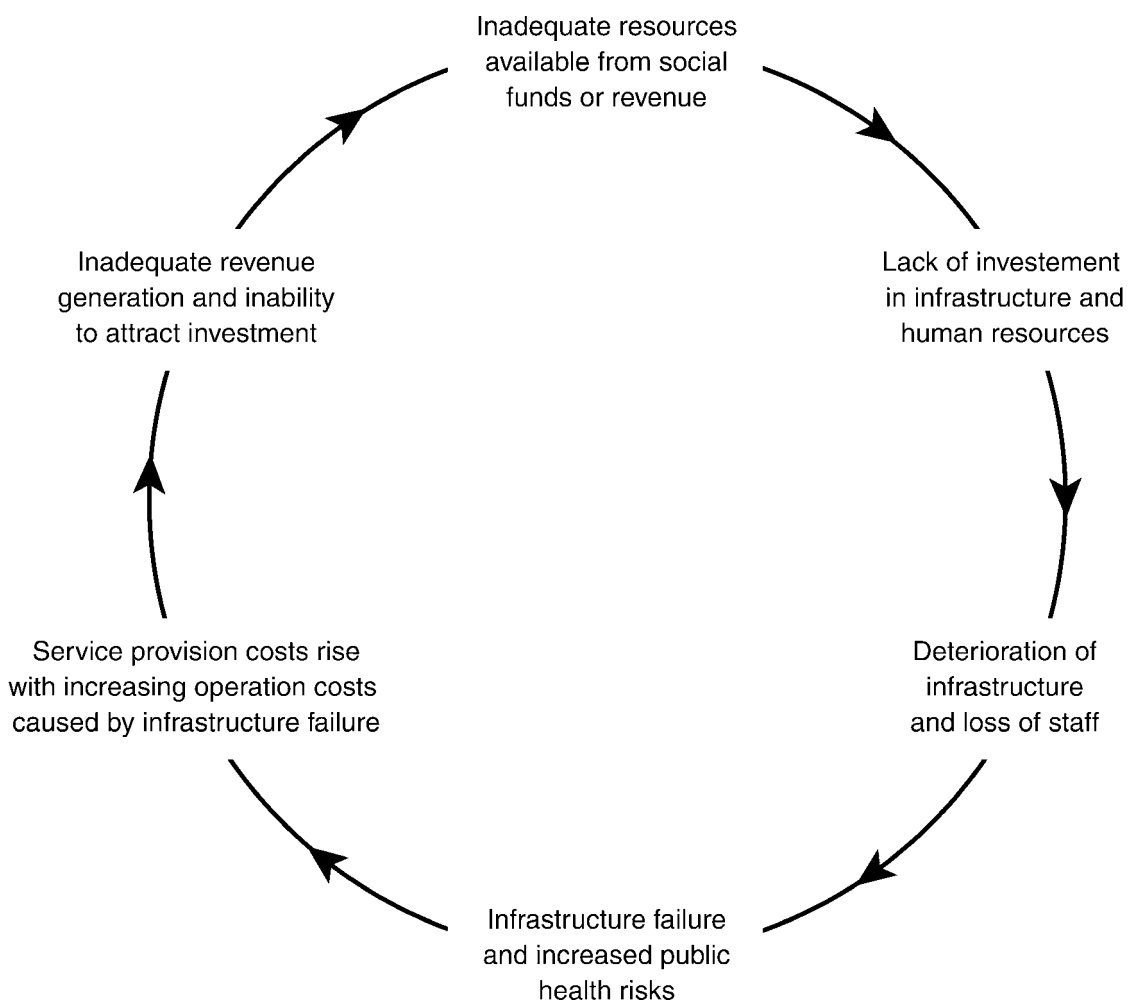 Inadequate resources
available from social
funds or revenue
Lack of investement
in infrastructure and
human resources
Deterioration of
infrastructure
and loss of staff
Infrastructure failure
and increased public
health risks
Service provision costs rise
with increasing operation costs
caused by infrastructure failure
Inadequate revenue
generation and inability
to attract investment